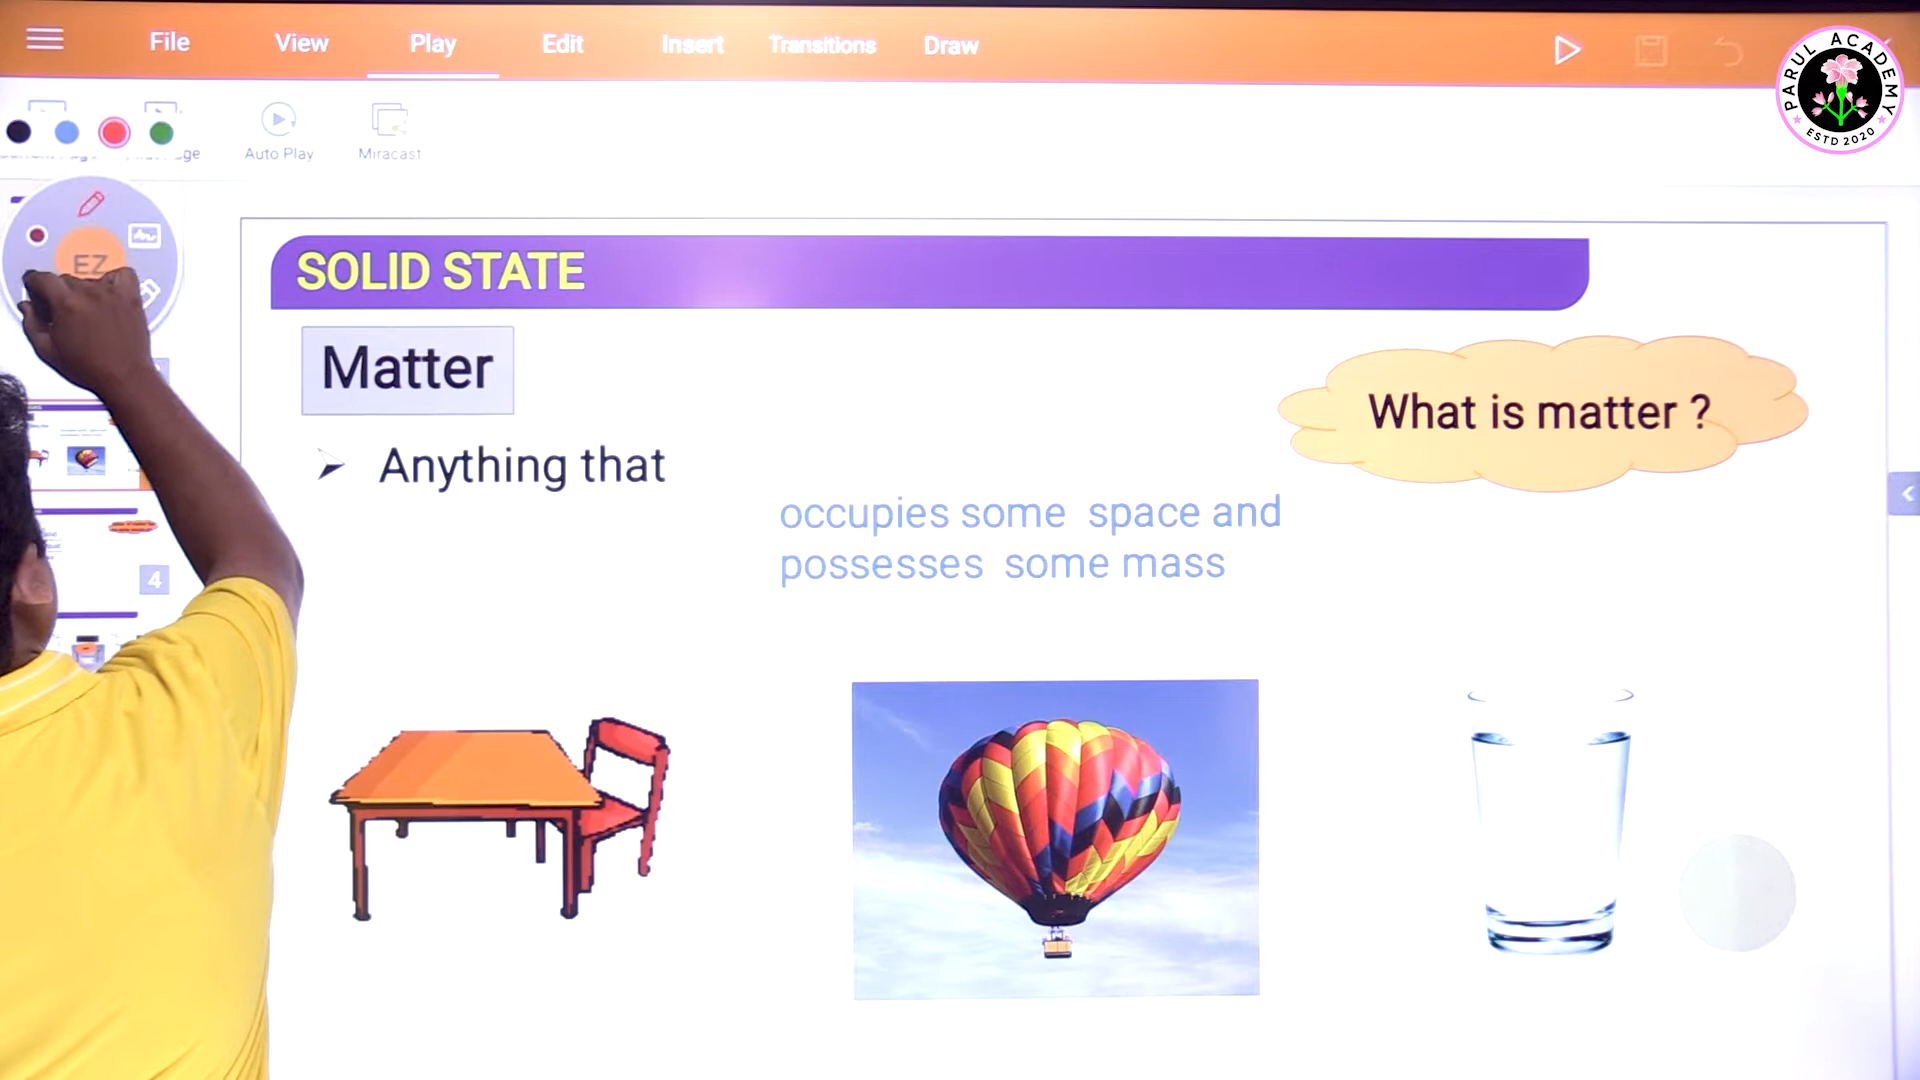 File View Play Edit Insert Transitions Draw
PARUL ACADEMY
ESTD 2020
Auto Play Miracast
EZ
SOLID STATE
Matter
What is matter ?
Anything that
occupies some space and
possesses some mass
4